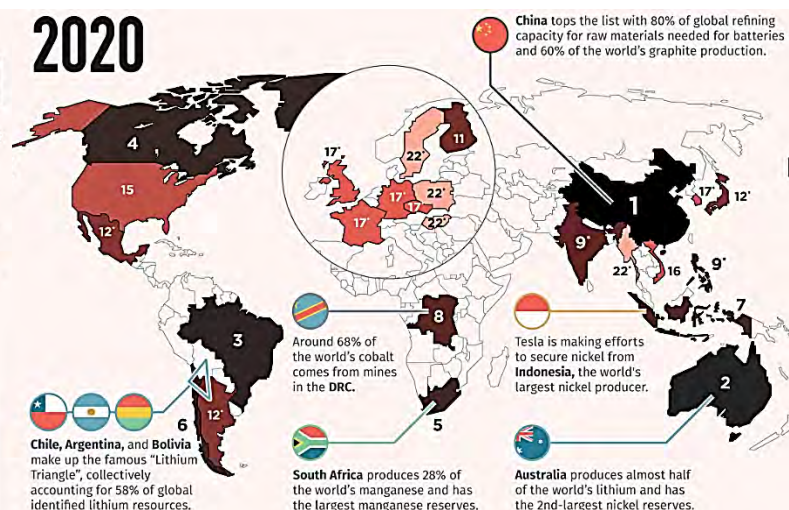 2020
China tops the list with 80% of global refining
capacity for raw materials needed for batteries
and 60% of the world's graphite production.
4
15
12*
3
12*
6
17*
22*
11
17*
22*
17*
17*
22*
1
17*
12*
9*
22*
16
9*
7
2
8
5
Around 68% of
the world's cobalt
comes from mines
in the DRC.
Tesla is making efforts
to secure nickel from
Indonesia, the world's
largest nickel producer.
Chile, Argentina, and Bolivia
make up the famous "Lithium
Triangle", collectively
accounting for 58% of global
identified lithium resources.
South Africa produces 28% of
the world's manganese and has
the largest manganese reserves.
Australia produces almost half
of the world's lithium and has
the 2nd-largest nickel reserves.